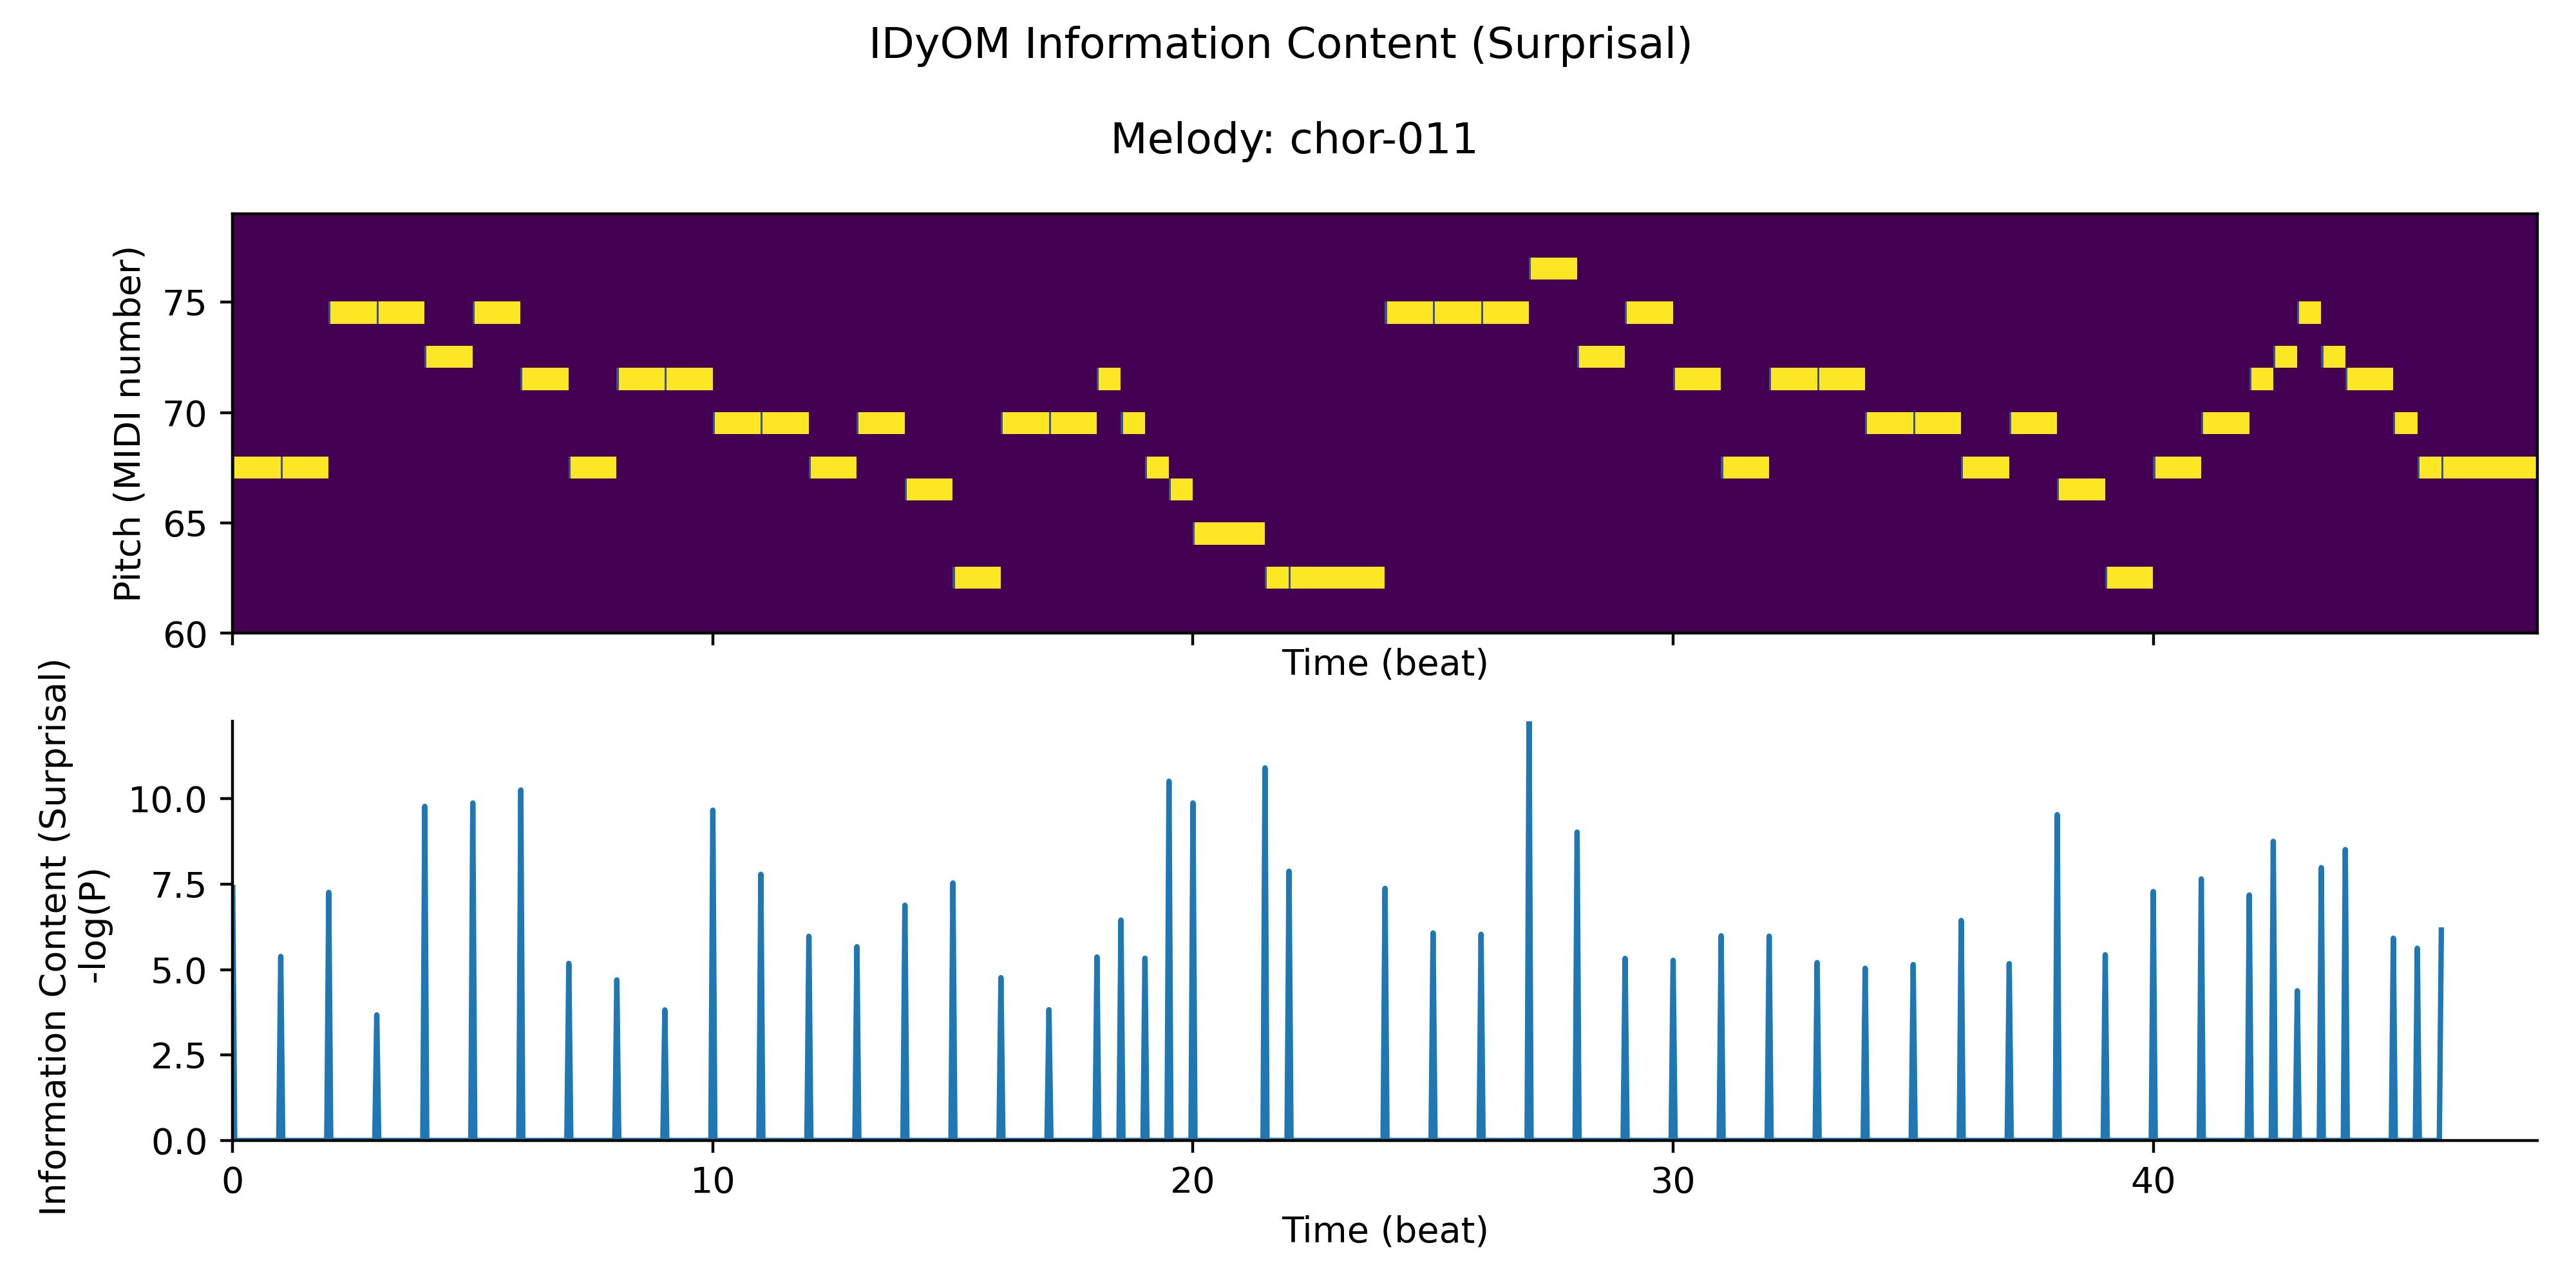 IDyOM Information Content (Surprisal)
Melody: chor-011
Pitch (MIDI number)
75
70
65
60
Time (beat)
Information Content (Surprisal)
-log(P)
10.0
7.5
5.0
2.5
0.0
0 10 20 30 40
Time (beat)